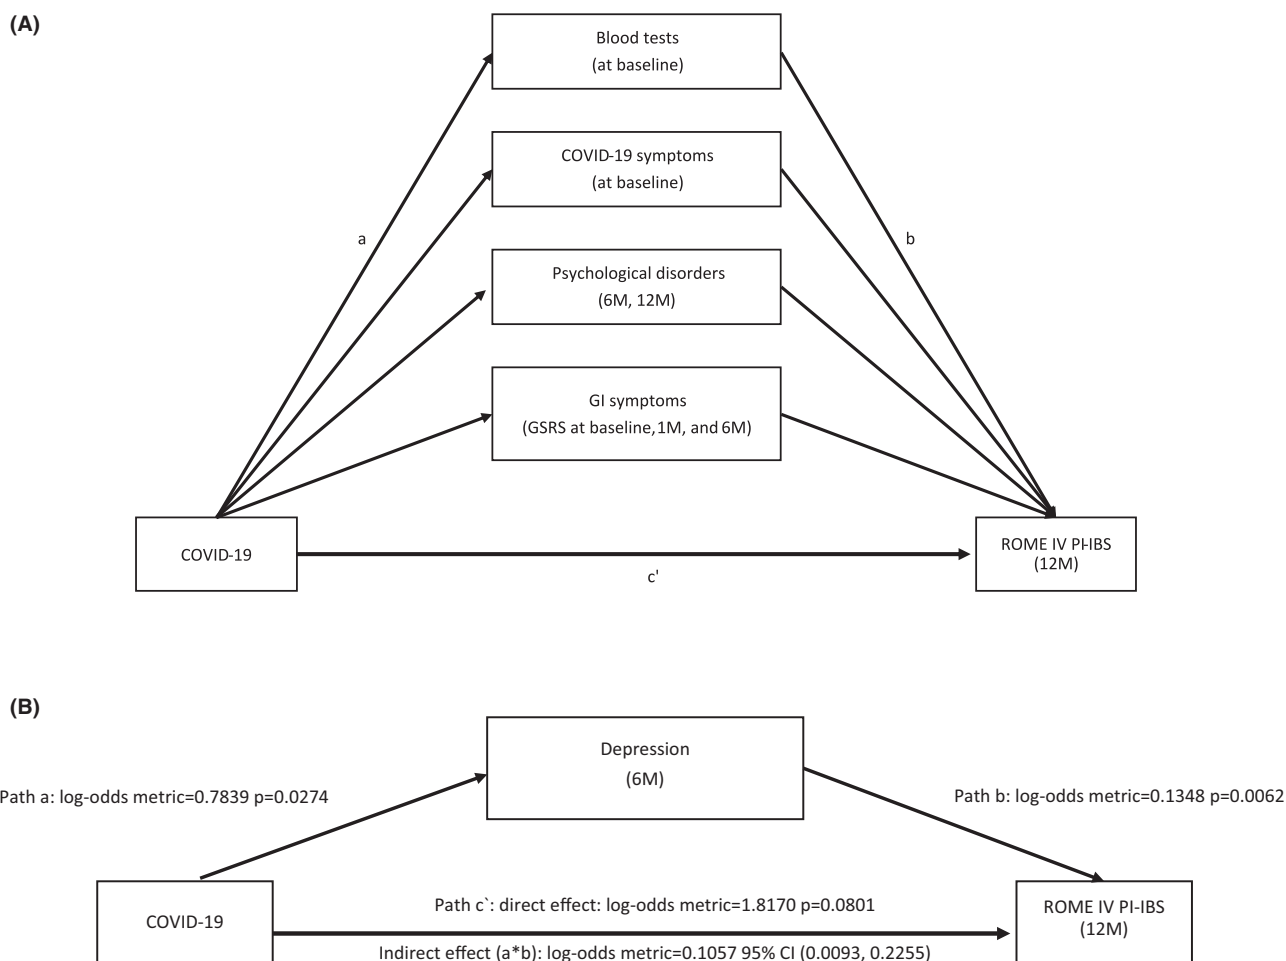 (A)
Blood tests
(at baseline)
COVID-19 symptoms
(at baseline)
a
b
Psychological disorders
(6M, 12M)
GI symptoms
(GSRS at baseline, 1M, and 6M)
COVID-19
ROME IV PI-IBS
(12M)
c'
(B)
Depression
(6M)
Path a: log-odds metric=0.7839 p=0.0274
Path b: log-odds metric=0.1348 p=0.0062
COVID-19
Path c`: direct effect: log-odds metric=1.8170 p=0.0801
ROME IV PI-IBS
(12M)
Indirect effect (a*b): log-odds metric=0.1057 95% CI (0.0093, 0.2255)